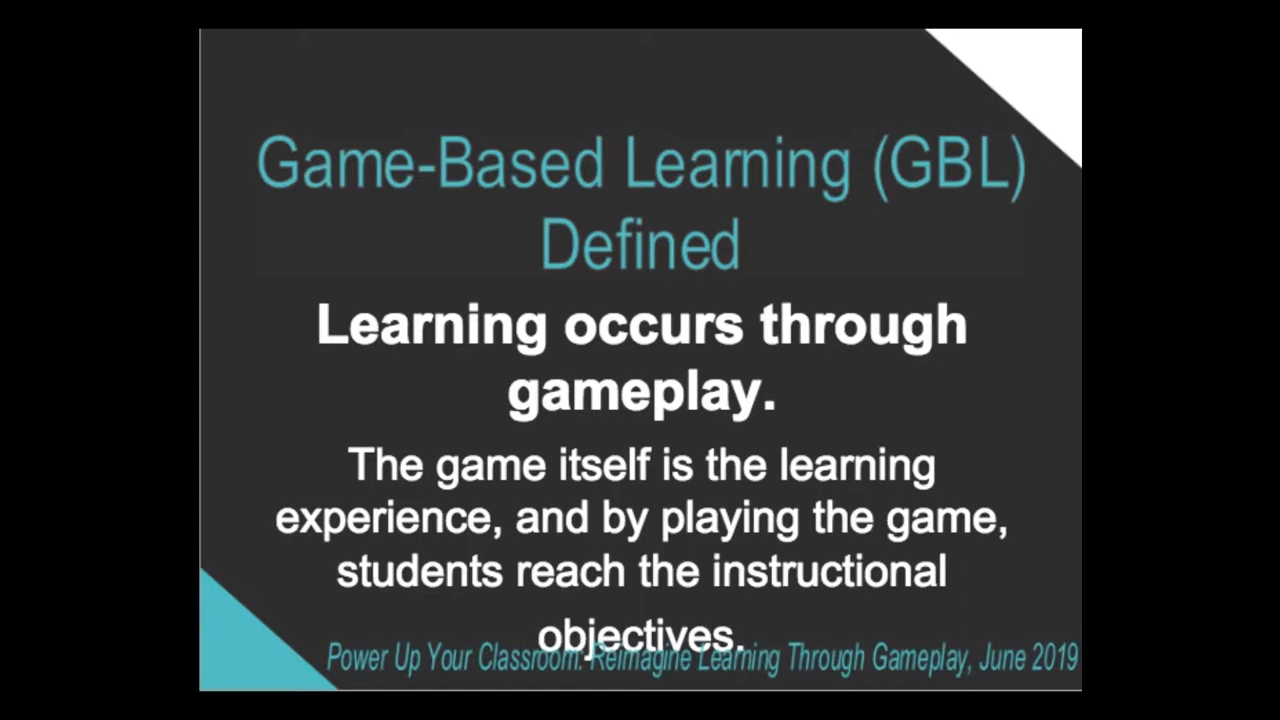 Game-Based Learning (GBL)
Defined
Learning occurs through
gameplay.
The game itself is the learning
experience, and by playing the game,
students reach the instructional
objectives.
Power Up Your Classroom: Reimagine Learning Through Gameplay, June 2019